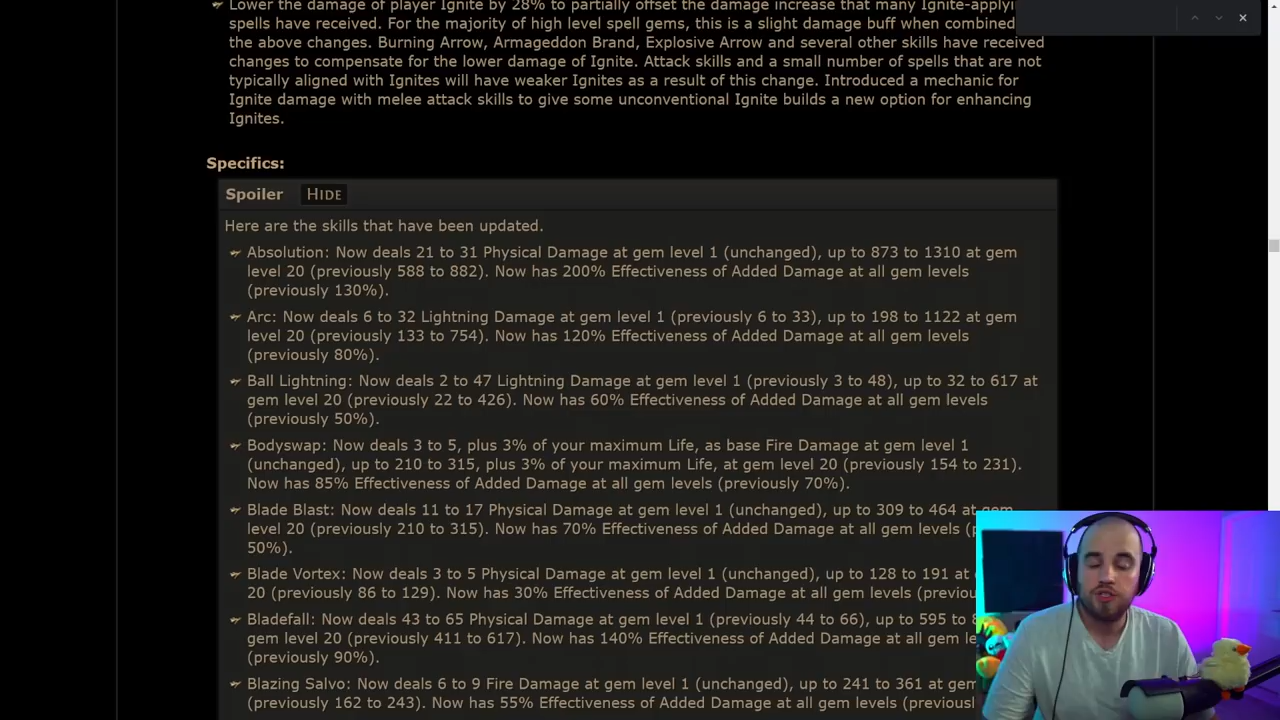 Lower the damage of player Ignite by 28% to partially offset the damage increase that many Ignite-applyi
spells have received. For the majority of high level spell gems, this is a slight damage buff when combined
the above changes. Burning Arrow, Armageddon Brand, Explosive Arrow and several other skills have received
changes to compensate for the lower damage of Ignite. Attack skills and a small number of spells that are not
typically aligned with Ignites will have weaker Ignites as a result of this change. Introduced a mechanic for
Ignite damage with melee attack skills to give some unconventional Ignite builds a new option for enhancing
Ignites.
Specifics:
Spoiler HIDE
Here are the skills that have been updated.
Absolution: Now deals 21 to 31 Physical Damage at gem level 1 (unchanged), up to 873 to 1310 at gem
level 20 (previously 588 to 882). Now has 200% Effectiveness of Added Damage at all gem levels
(previously 130%).
Arc: Now deals 6 to 32 Lightning Damage at gem level 1 (previously 6 to 33), up to 198 to 1122 at gem
level 20 (previously 133 to 754). Now has 120% Effectiveness of Added Damage at all gem levels
(previously 80%).
Ball Lightning: Now deals 2 to 47 Lightning Damage at gem level 1 (previously 3 to 48), up to 32 to 617 at
gem level 20 (previously 22 to 426). Now has 60% Effectiveness of Added Damage at all gem levels
(previously 50%).
Bodyswap: Now deals 3 to 5, plus 3% of your maximum Life, as base Fire Damage at gem level 1
(unchanged), up to 210 to 315, plus 3% of your maximum Life, at gem level 20 (previously 154 to 231).
Now has 85% Effectiveness of Added Damage at all gem levels (previously 70%).
Blade Blast: Now deals 11 to 17 Physical Damage at gem level 1 (unchanged), up to 309 to 464 at gem
level 20 (previously 210 to 315). Now has 70% Effectiveness of Added Damage at all gem levels (p
50%).
Blade Vortex: Now deals 3 to 5 Physical Damage at gem level 1 (unchanged), up to 128 to 191 at
20 (previously 86 to 129). Now has 30% Effectiveness of Added Damage at all gem levels (previou
Bladefall: Now deals 43 to 65 Physical Damage at gem level 1 (previously 44 to 66), up to 595 to
gem level 20 (previously 411 to 617). Now has 140% Effectiveness of Added Damage at all gem le
(previously 90%).
Blazing Salvo: Now deals 6 to 9 Fire Damage at gem level 1 (unchanged), up to 241 to 361 at gem
(previously 162 to 243). Now has 55% Effectiveness of Added Damage at all gem levels (previous